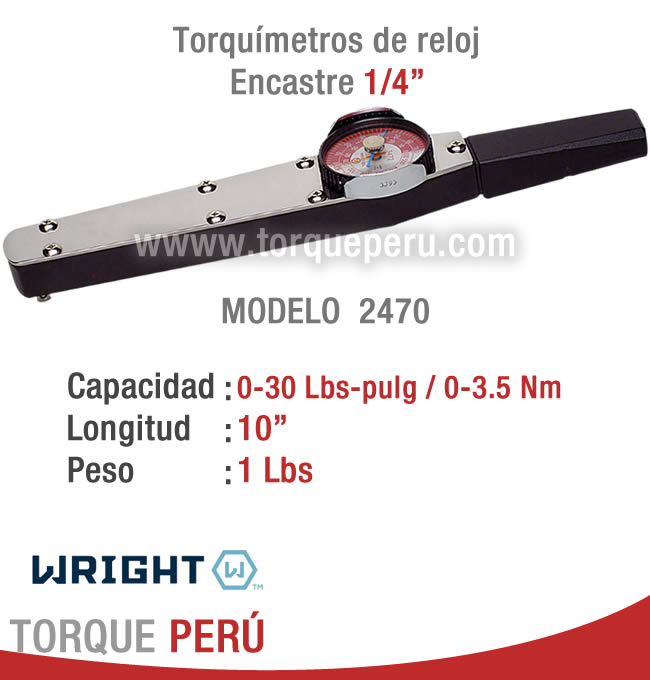 Torquímetros de reloj
Encastre 1/4”
www.torqueperu.com
MODELO 2470
Capacidad : 0-30 Lbs-pulg / 0-3.5 Nm
Longitud : 10”
Peso : 1 Lbs
WRIGHT W ™
TORQUE PERÚ